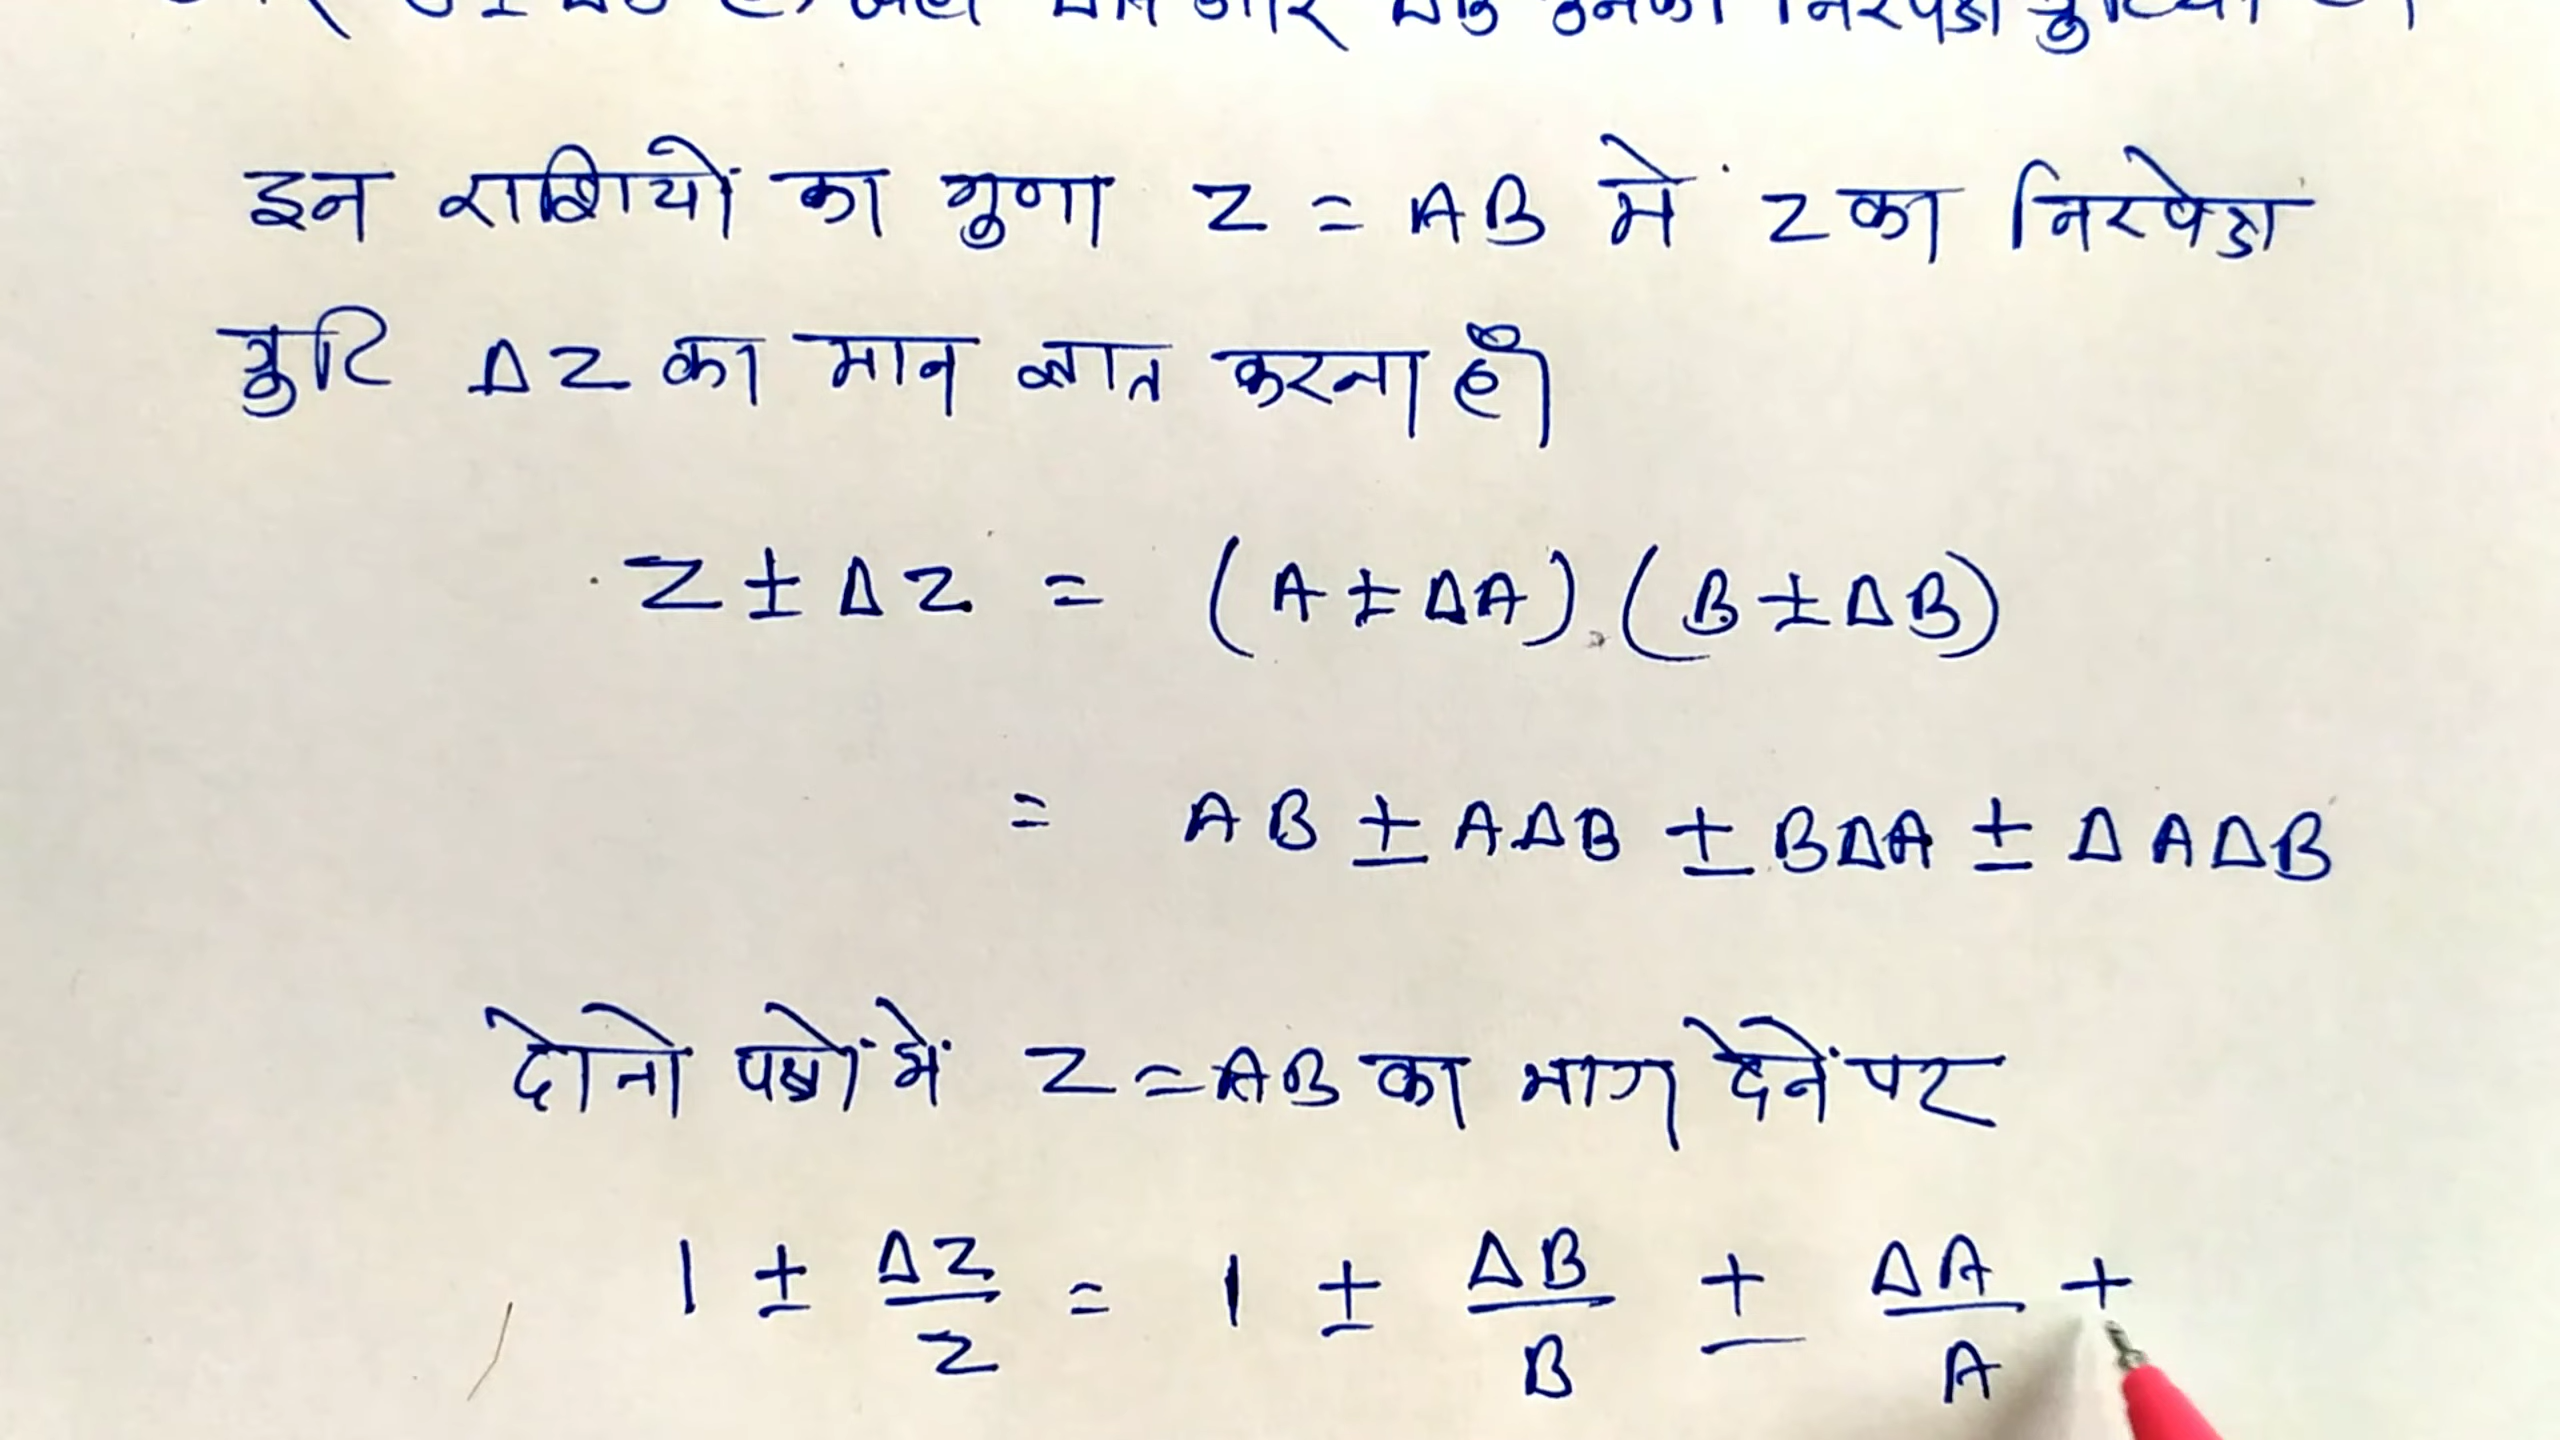 इन राशियों का गुणा Z = AB में Z का निरपेक्ष
त्रुटि ΔZ का मान ज्ञात करना है।
Z ± ΔZ = (A ± ΔA).(B ± ΔB)
= AB ± AΔB ± BΔA ± ΔAΔB
दोनो पक्षों में Z = AB का भाग देनें पर
1 ± ΔZ/Z = 1 ± ΔB/B ± ΔA/A +